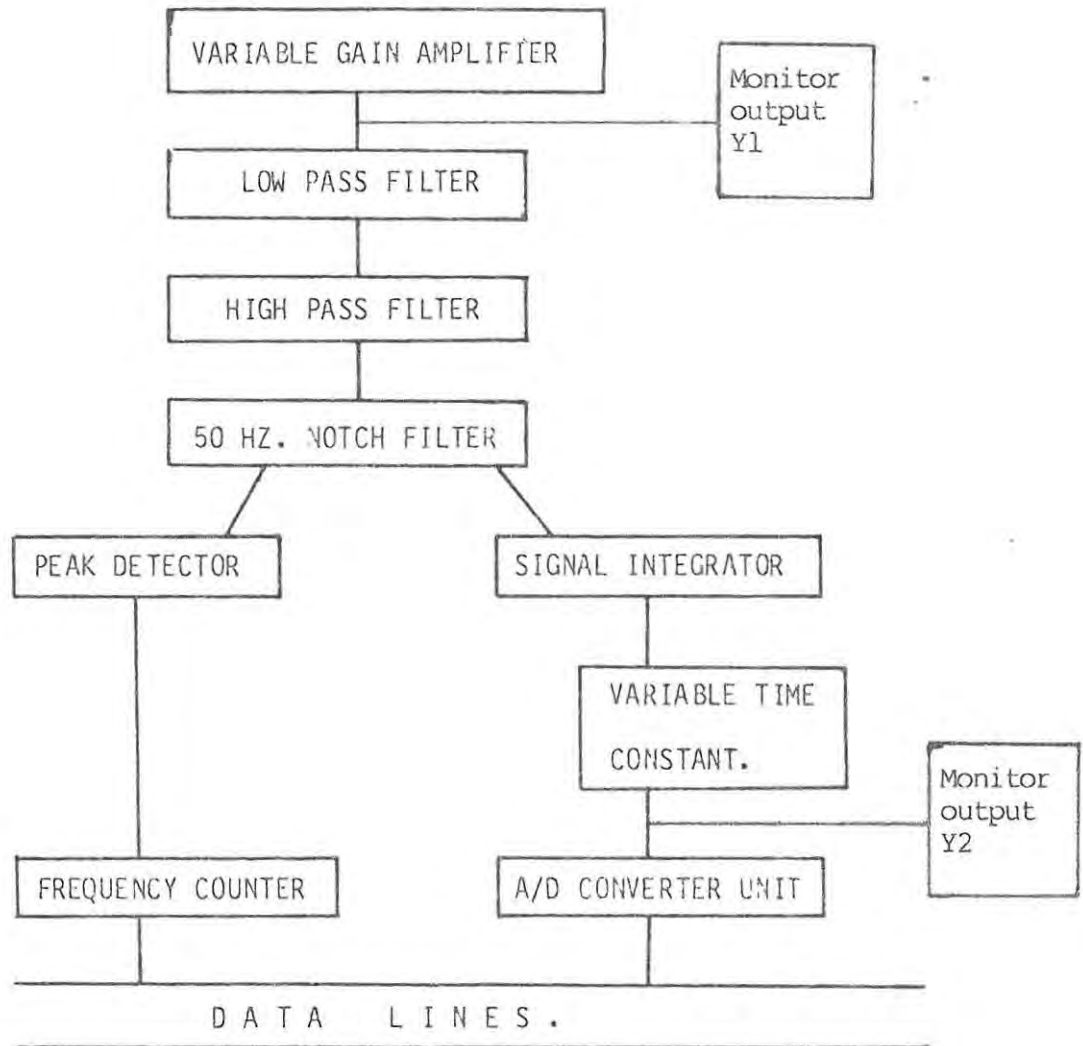 VARIABLE GAIN AMPLIFIER
Monitor
output
Y1
LOW PASS FILTER
HIGH PASS FILTER
50 HZ. NOTCH FILTER
PEAK DETECTOR
SIGNAL INTEGRATOR
VARIABLE TIME
CONSTANT.
Monitor
output
Y2
FREQUENCY COUNTER
A/D CONVERTER UNIT
DATA LINES.